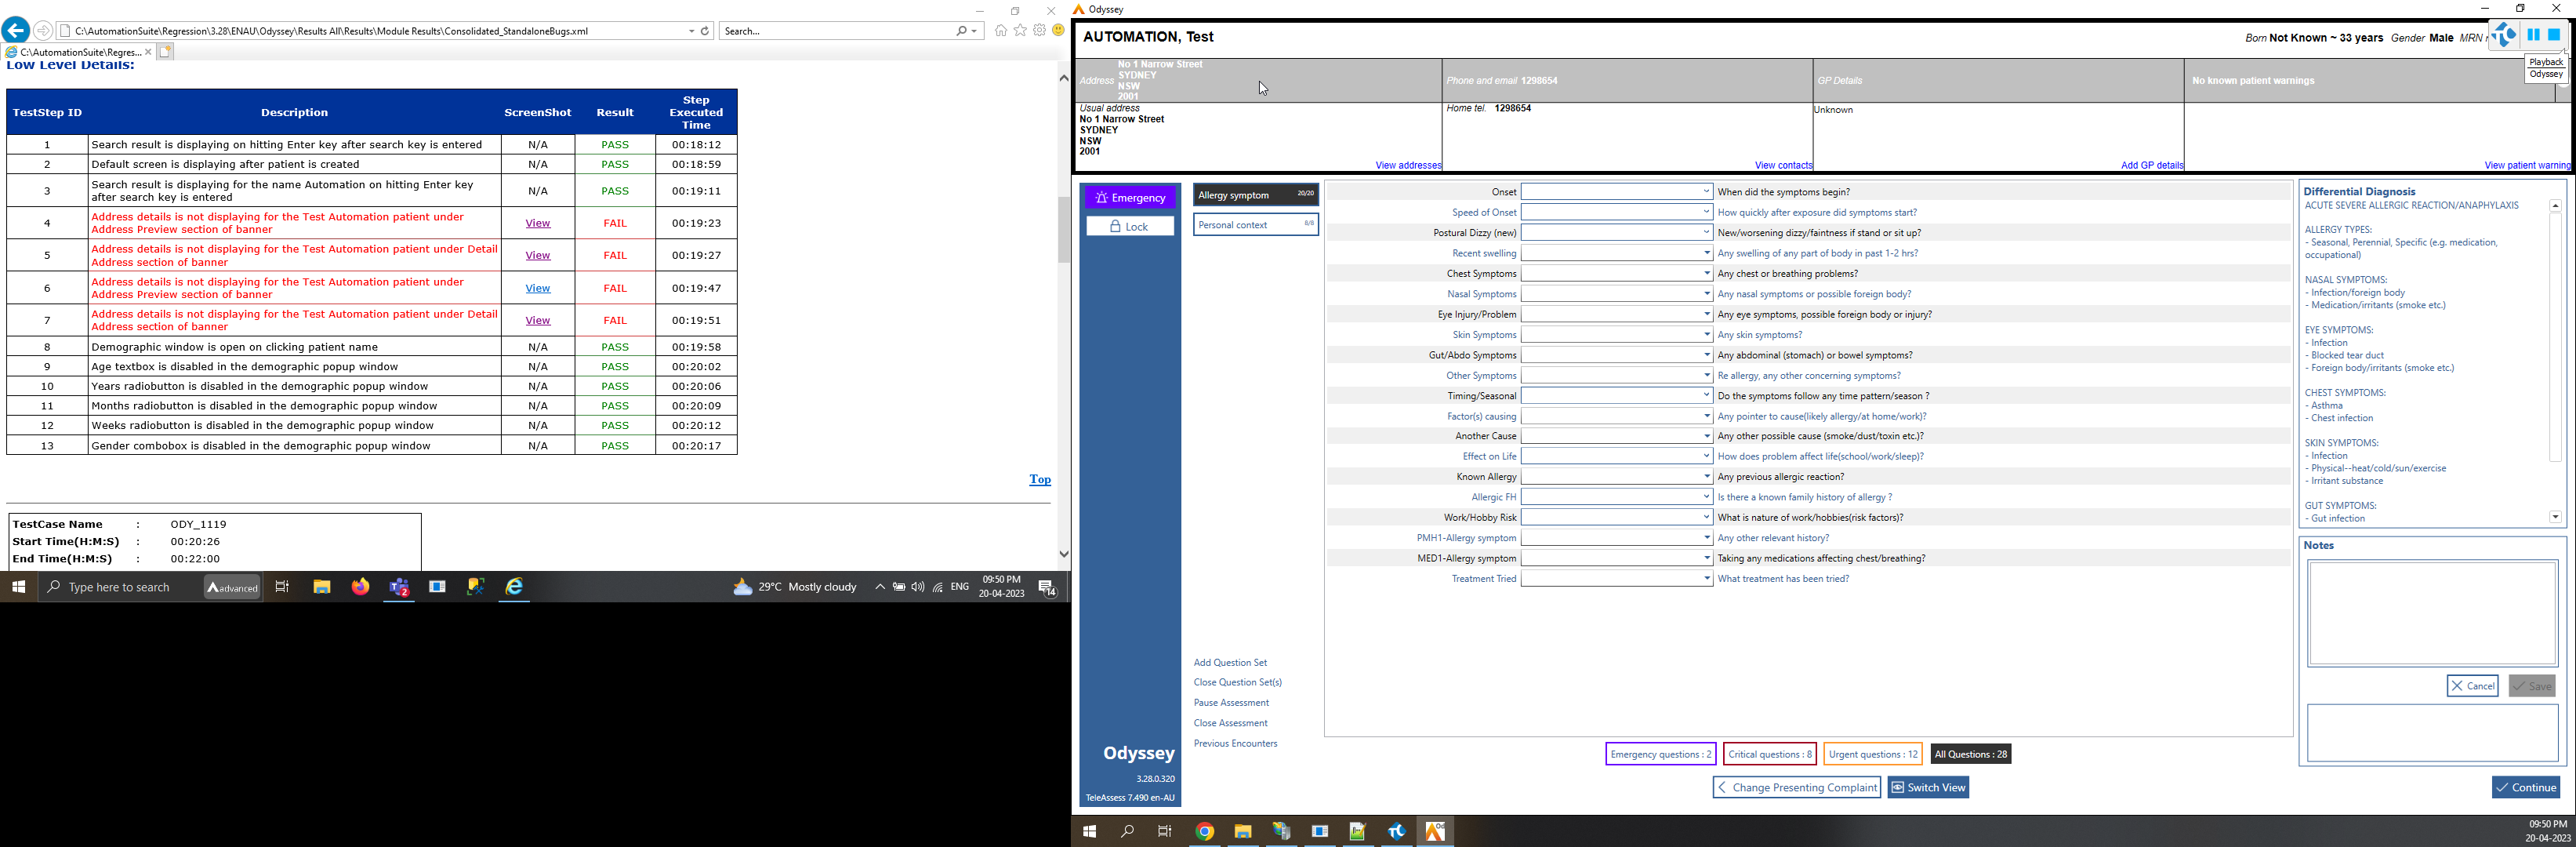 C:\AutomationSuite\Regression\3.28\ENAU\Odyssey\Results All\Results\Module Results\Consolidated_StandaloneBugs.xml
Search...
C:\AutomationSuite\Regres...
Low Level Details:
TestStep ID Description ScreenShot Result Step Executed Time
1 Search result is displaying on hitting Enter key after search key is entered N/A PASS 00:18:12
2 Default screen is displaying after patient is created N/A PASS 00:18:59
3 Search result is displaying for the name Automation on hitting Enter key after search key is entered N/A PASS 00:19:11
4 Address details is not displaying for the Test Automation patient under Address Preview section of banner View FAIL 00:19:23
5 Address details is not displaying for the Test Automation patient under Detail Address section of banner View FAIL 00:19:27
6 Address details is not displaying for the Test Automation patient under Address Preview section of banner View FAIL 00:19:47
7 Address details is not displaying for the Test Automation patient under Detail Address section of banner View FAIL 00:19:51
8 Demographic window is open on clicking patient name N/A PASS 00:19:58
9 Age textbox is disabled in the demographic popup window N/A PASS 00:20:02
10 Years radiobutton is disabled in the demographic popup window N/A PASS 00:20:06
11 Months radiobutton is disabled in the demographic popup window N/A PASS 00:20:09
12 Weeks radiobutton is disabled in the demographic popup window N/A PASS 00:20:12
13 Gender combobox is disabled in the demographic popup window N/A PASS 00:20:17
Top
TestCase Name : ODY_1119
Start Time(H:M:S) : 00:20:26
End Time(H:M:S) : 00:22:00
Type here to search
advanced
2
29°C Mostly cloudy
ENG
09:50 PM
20-04-2023
14
Odyssey
AUTOMATION, Test
Born Not Known ~ 33 years Gender Male MRN
Playback
Odyssey
Address No 1 Narrow Street
SYDNEY
NSW
2001
Phone and email 1298654
GP Details
No known patient warnings
Usual address
No 1 Narrow Street
SYDNEY
NSW
2001
View addresses
Home tel. 1298654
View contacts
Unknown
Add GP details
View patient warning
Emergency
Lock
Odyssey
3.28.0.320
TeleAssess 7.490 en-AU
Allergy symptom 20/20
Personal context 8/8
Add Question Set
Close Question Set(s)
Pause Assessment
Close Assessment
Previous Encounters
Onset When did the symptoms begin?
Speed of Onset How quickly after exposure did symptoms start?
Postural Dizzy (new) New/worsening dizzy/faintness if stand or sit up?
Recent swelling Any swelling of any part of body in past 1-2 hrs?
Chest Symptoms Any chest or breathing problems?
Nasal Symptoms Any nasal symptoms or possible foreign body?
Eye Injury/Problem Any eye symptoms, possible foreign body or injury?
Skin Symptoms Any skin symptoms?
Gut/Abdo Symptoms Any abdominal (stomach) or bowel symptoms?
Other Symptoms Re allergy, any other concerning symptoms?
Timing/Seasonal Do the symptoms follow any time pattern/season ?
Factor(s) causing Any pointer to cause(likely allergy/at home/work)?
Another Cause Any other possible cause (smoke/dust/toxin etc.)?
Effect on Life How does problem affect life(school/work/sleep)?
Known Allergy Any previous allergic reaction?
Allergic FH Is there a known family history of allergy ?
Work/Hobby Risk What is nature of work/hobbies(risk factors)?
PMH1-Allergy symptom Any other relevant history?
MED1-Allergy symptom Taking any medications affecting chest/breathing?
Treatment Tried What treatment has been tried?
Emergency questions : 2
Critical questions : 8
Urgent questions : 12
All Questions : 28
Change Presenting Complaint
Switch View
Differential Diagnosis
ACUTE SEVERE ALLERGIC REACTION/ANAPHYLAXIS
ALLERGY TYPES:
- Seasonal, Perennial, Specific (e.g. medication,
occupational)
NASAL SYMPTOMS:
- Infection/foreign body
- Medication/irritants (smoke etc.)
EYE SYMPTOMS:
- Infection
- Blocked tear duct
- Foreign body/irritants (smoke etc.)
CHEST SYMPTOMS:
- Asthma
- Chest infection
SKIN SYMPTOMS:
- Infection
- Physical--heat/cold/sun/exercise
- Irritant substance
GUT SYMPTOMS:
- Gut infection
Notes
Cancel
Save
Continue
09:50 PM
20-04-2023